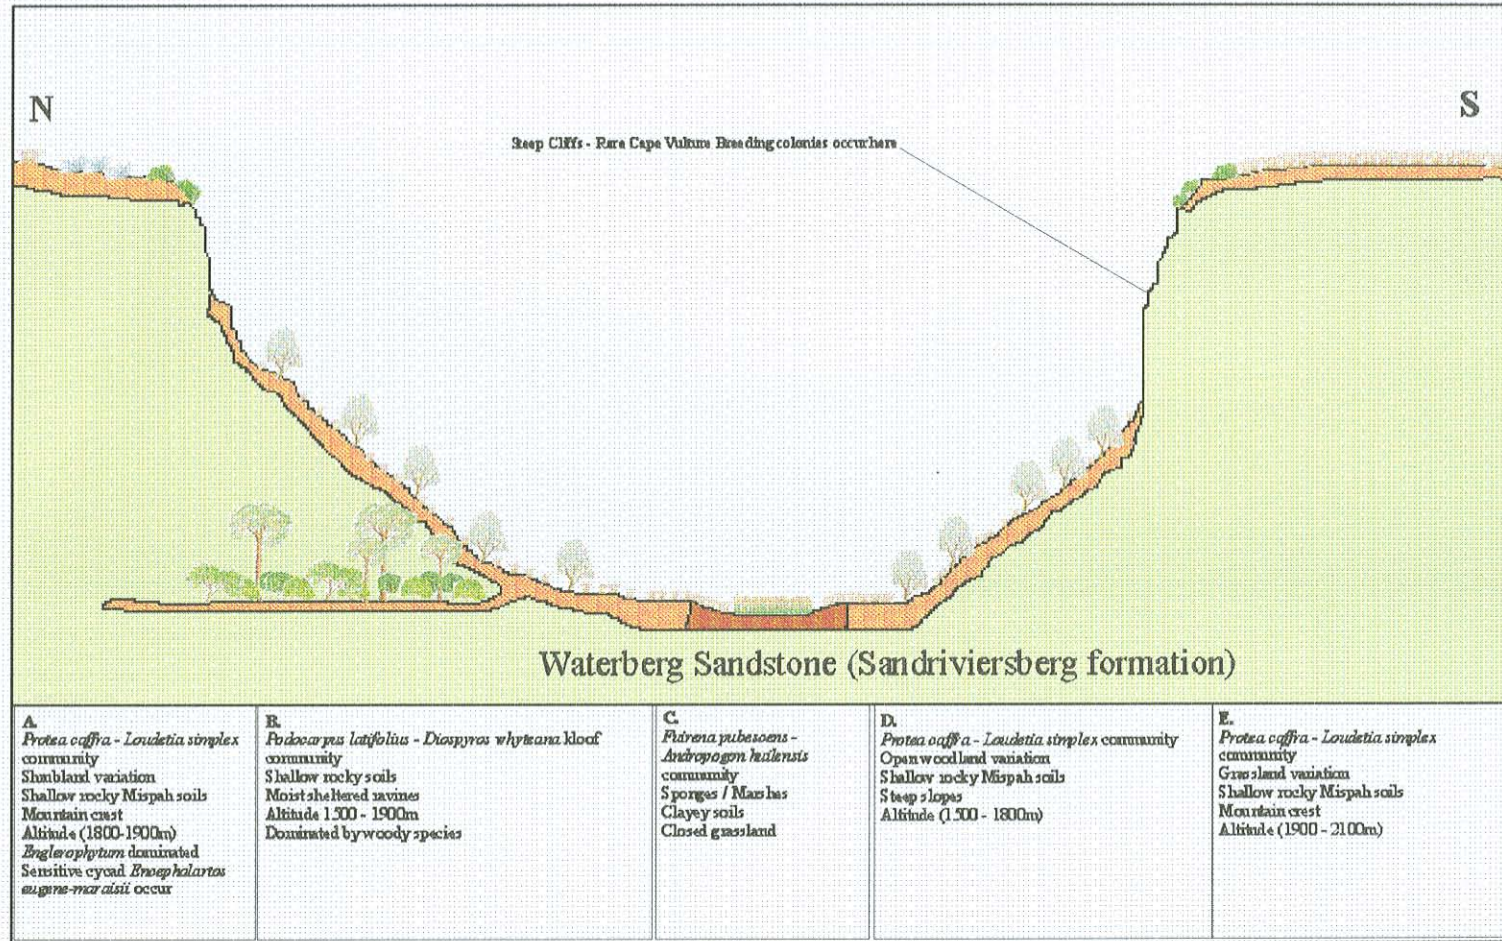 N
S
Steep Cliffs - Rare Cape Vulture Breeding colonies occur here
Waterberg Sandstone (Sandriviersberg formation)
A.
Protea caffra - Loudetia simplex
community
Shrubland variation
Shallow rocky Mispah soils
Mountain crest
Altitude (1800-1900m)
Englerophytum dominated
Sensitive cycad Encephalartos
eugene-maraisii occur
B.
Podocarpus latifolius - Diospyros whyteana kloof
community
Shallow rocky soils
Moist sheltered ravines
Altitude 1500 - 1900m
Dominated by woody species
C.
Fuirena pubescens -
Andropogon huilensis
community
Sponges / Marshes
Clayey soils
Closed grassland
D.
Protea caffra - Loudetia simplex community
Open woodland variation
Shallow rocky Mispah soils
Steep slopes
Altitude (1500 - 1800m)
E.
Protea caffra - Loudetia simplex
community
Grassland variation
Shallow rocky Mispah soils
Mountain crest
Altitude (1900 - 2100m)